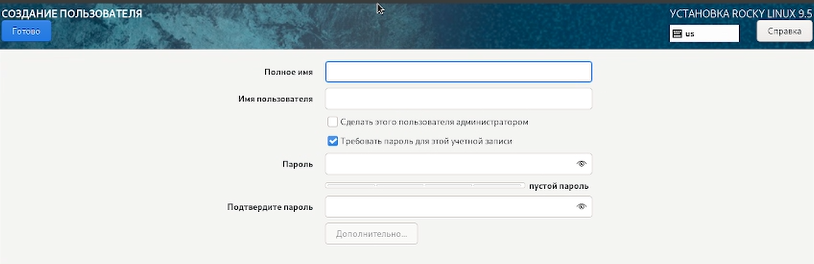 СОЗДАНИЕ ПОЛЬЗОВАТЕЛЯ
УСТАНОВКА ROCKY LINUX 9.5
Готово
us
Справка
Полное имя
Имя пользователя
Сделать этого пользователя администратором
Требовать пароль для этой учетной записи
Пароль
пустой пароль
Подтвердите пароль
Дополнительно...